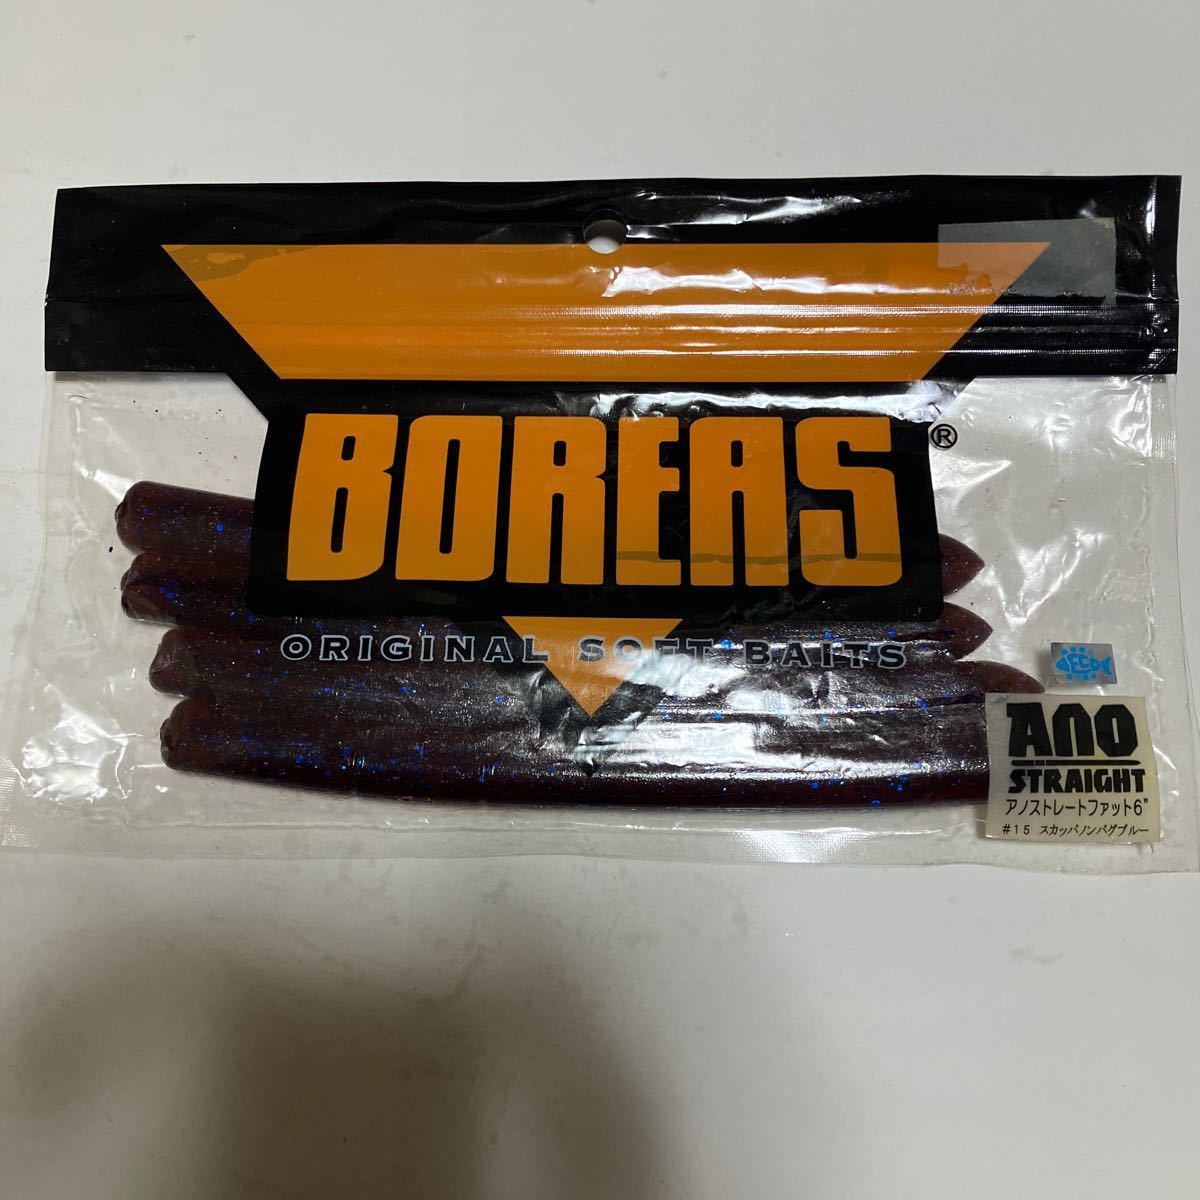 BOREAS®
ORIGINAL SOFT BAITS
ECO
ANO
STRAIGHT
アノストレートファット6"
#15 スカッパノンバグブルー